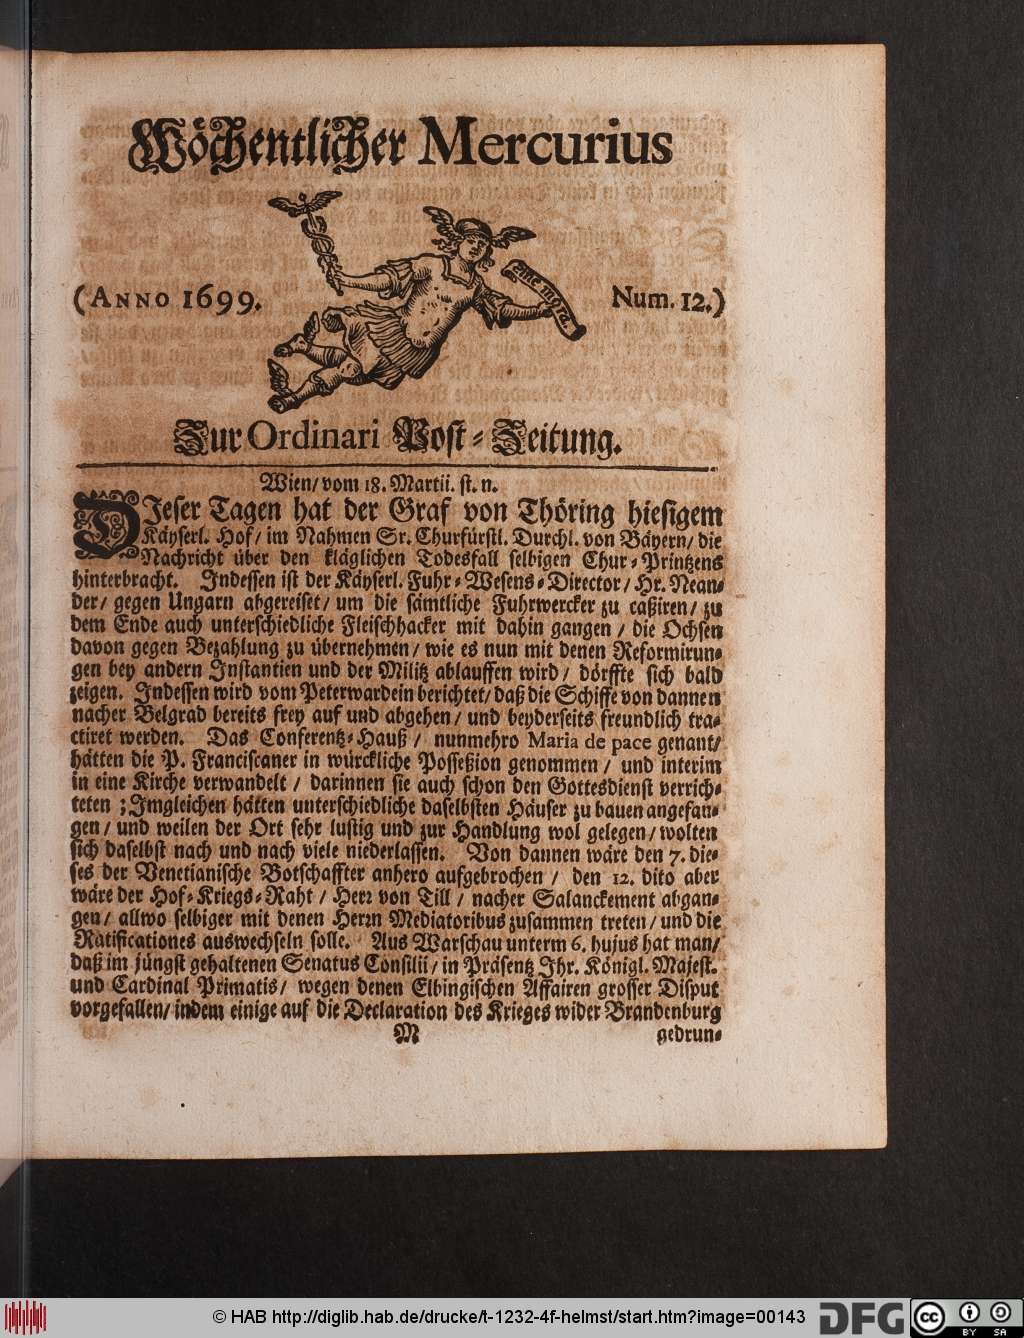 Wöchentlicher Mercurius
(ANNO 1699.
Num. 12.)
Zur Ordinari Post-Zeitung.
Wien/ vom 18. Martii. st. n.
DJeser Tagen hat der Graf von Thöring hiesigem
Käyserl. Hof/ im Nahmen Sr. Churfürstl. Durchl. von Bäyern/ die
Nachricht über den kläglichen Todesfall selbigen Chur-Printzens
hinterbracht. Jndessen ist der Käyserl. Fuhr-Wesens-Director/ Hr. Nean-
der/ gegen Ungarn abgereiset/ um die sämtliche Fuhrwercker zu caßiren/ zu
dem Ende auch unterschiedliche Fleischhacker mit dahin gangen / die Ochsen
davon gegen Bezahlung zu übernehmen/ wie es nun mit denen Reformirun-
gen bey andern Jnstantien und der Militz ablauffen wird/ dörffte sich bald
zeigen. Jndessen wird vom Peterwardein berichtet/ daß die Schiffe von dannen
nacher Belgrad bereits frey auf und abgehen/ und beyderseits freundlich tra-
ctiret werden. Das Conferentz-Hauß / nunmehro Maria de pace genant/
hätten die P. Franciscaner in würckliche Posseßion genommen / und interim
in eine Kirche verwandelt / darinnen sie auch schon den Gottesdienst verrich-
teten ; Jmgleichen hätten unterschiedliche daselbsten Häuser zu bauen angefan-
gen/ und weilen der Ort sehr lustig und zur Handlung wol gelegen/ wolten
sich daselbst nach und nach viele niederlassen. Von dannen wäre den 7. die-
ses der Venetianische Botschaffter anhero aufgebrochen / den 12. dito aber
wäre der Hof-Kriegs-Raht / Herꝛ von Till / nacher Salanckement abgan-
gen/ allwo selbiger mit denen Herꝛn Mediatoribus zusammen treten/ und die
Ratificationes auswechseln solle. Aus Warschau unterm 6. hujus hat man/
daß im jüngst gehaltenen Senatus Consilii/ in Präsentz Jhr. Königl. Majest.
und Cardinal Primatis/ wegen denen Elbingischen Affairen grosser Disput
vorgefallen/ indem einige auf die Declaration des Krieges wider Brandenburg
M gedrun-
© HAB http://diglib.hab.de/drucke/t-1232-4f-helmst/start.htm?image=00143
DFG
cc BY SA